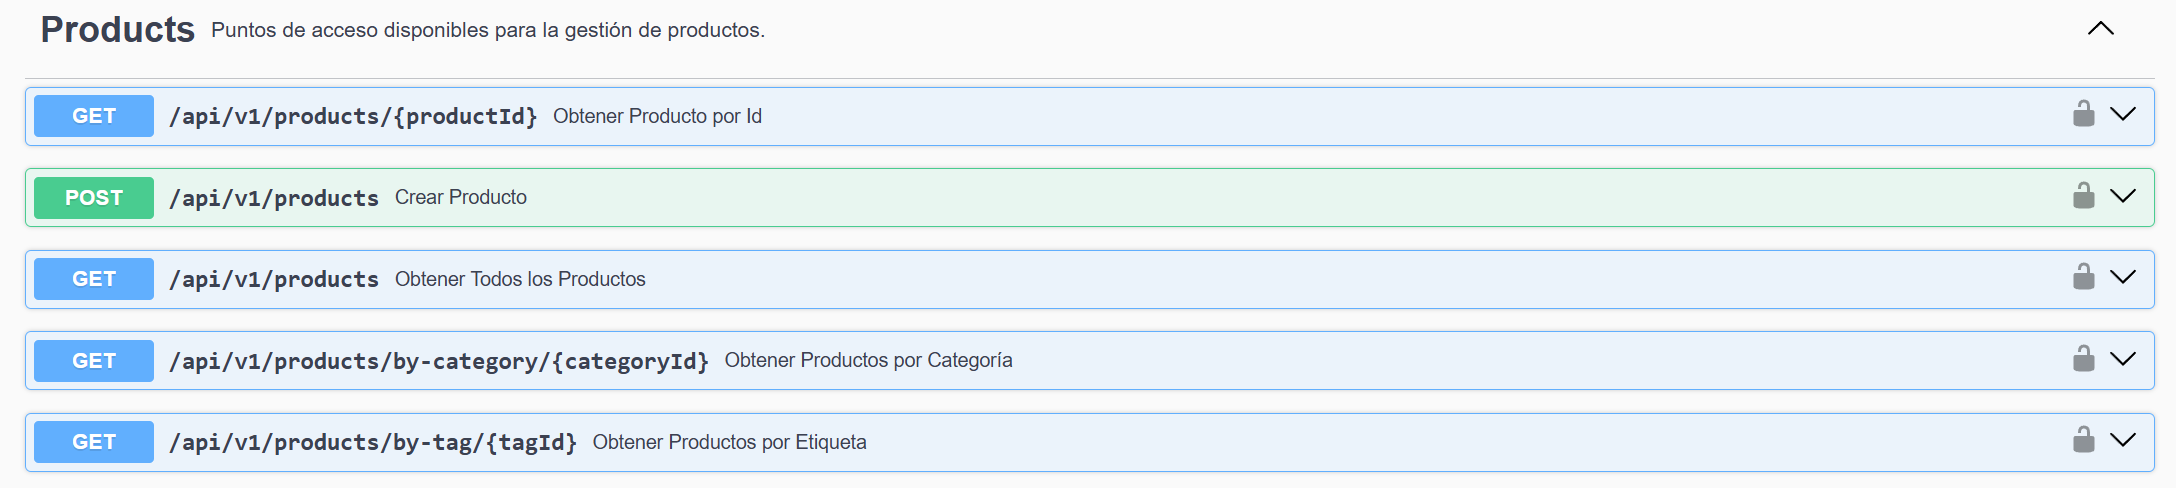 Products Puntos de acceso disponibles para la gestión de productos.
GET /api/v1/products/{productId} Obtener Producto por Id
POST /api/v1/products Crear Producto
GET /api/v1/products Obtener Todos los Productos
GET /api/v1/products/by-category/{categoryId} Obtener Productos por Categoría
GET /api/v1/products/by-tag/{tagId} Obtener Productos por Etiqueta